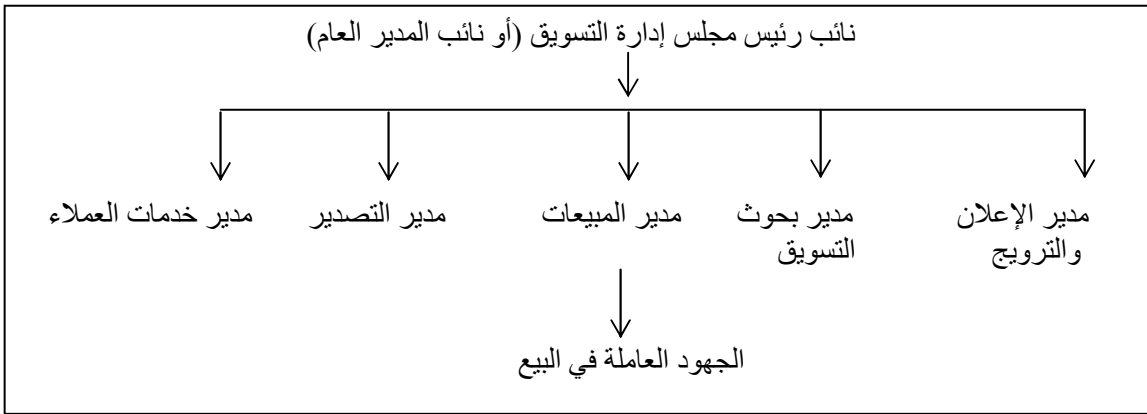 نائب رئيس مجلس إدارة التسويق (أو نائب المدير العام)
مدير الإعلان
والترويج
مدير بحوث
التسويق
مدير المبيعات
مدير التصدير
مدير خدمات العملاء
الجهود العاملة في البيع